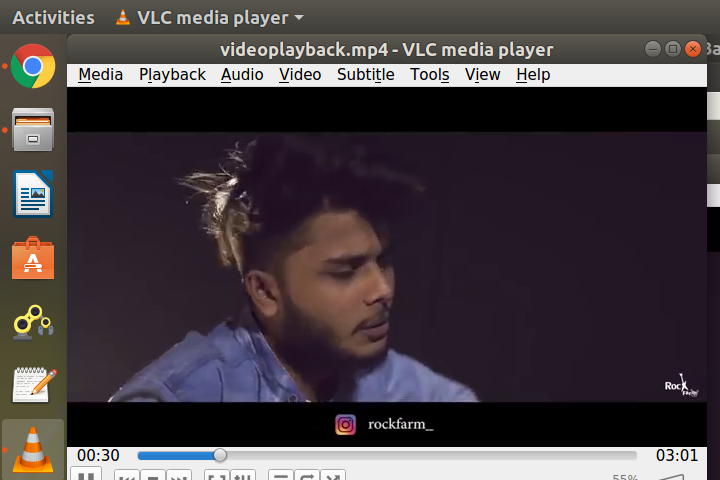 Activities VLC media player
videoplayback.mp4 - VLC media player
Media Playback Audio Video Subtitle Tools View Help
Rock
rockfarm_
00:30 03:01
55%